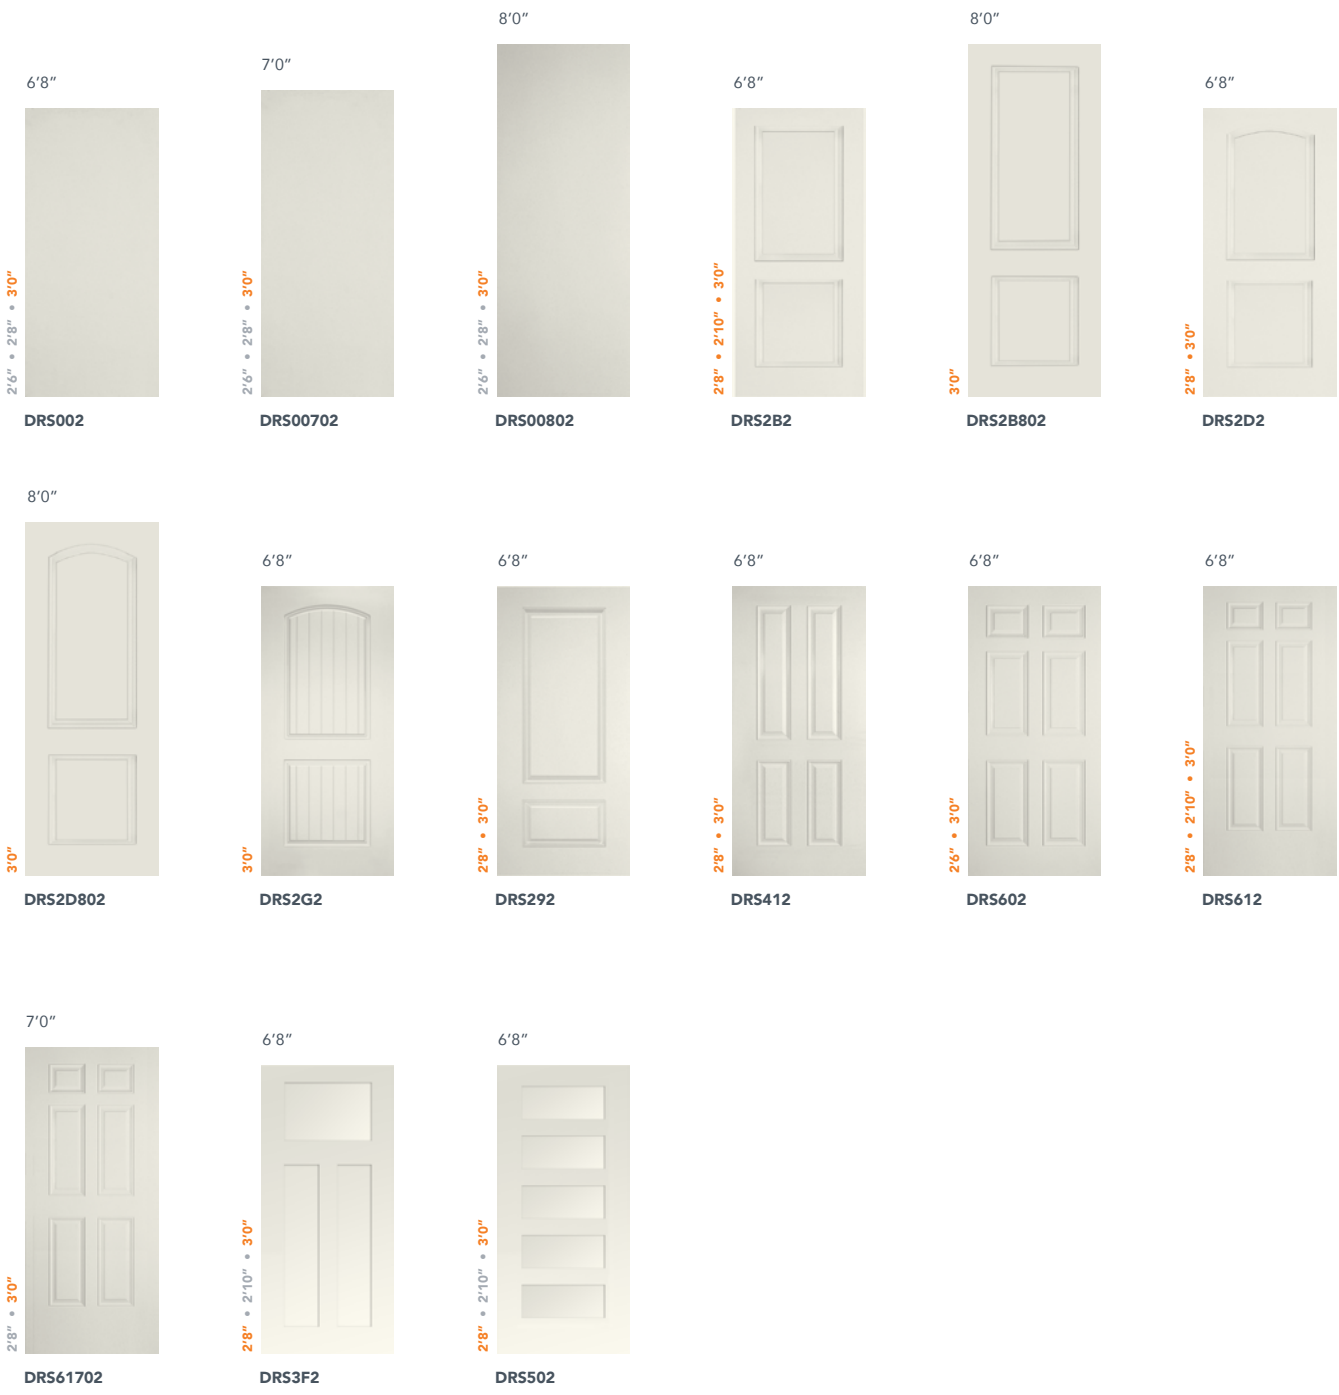 8’0”
8’0”
7’0”
6’8”
6’8”
6’8”
2’6” • 2’8” • 3’0”
2’6” • 2’8” • 3’0”
2’6” • 2’8” • 3’0”
2’8” • 2’10” • 3’0”
3’0”
2’8” • 3’0”
DRS002
DRS00702
DRS00802
DRS2B2
DRS2B802
DRS2D2
8’0”
6’8”
6’8”
6’8”
6’8”
6’8”
3’0”
3’0”
2’8” • 3’0”
2’8” • 3’0”
2’6” • 3’0”
2’8” • 2’10” • 3’0”
DRS2D802
DRS2G2
DRS292
DRS412
DRS602
DRS612
7’0”
6’8”
6’8”
2’8” • 3’0”
2’8” • 2’10” • 3’0”
2’8” • 2’10” • 3’0”
DRS61702
DRS3F2
DRS502